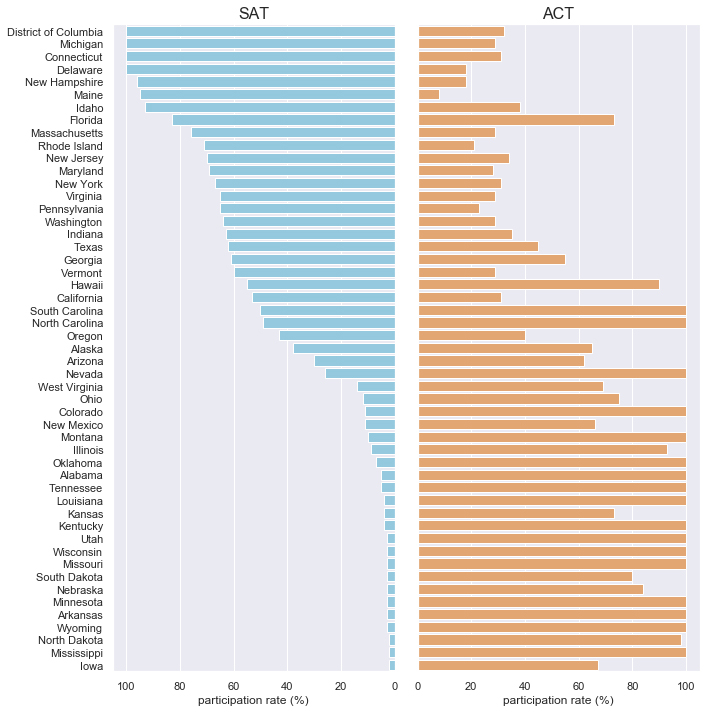 SAT
ACT
District of Columbia
Michigan
Connecticut
Delaware
New Hampshire
Maine
Idaho
Florida
Massachusetts
Rhode Island
New Jersey
Maryland
New York
Virginia
Pennsylvania
Washington
Indiana
Texas
Georgia
Vermont
Hawaii
California
South Carolina
North Carolina
Oregon
Alaska
Arizona
Nevada
West Virginia
Ohio
Colorado
New Mexico
Montana
Illinois
Oklahoma
Alabama
Tennessee
Louisiana
Kansas
Kentucky
Utah
Wisconsin
Missouri
South Dakota
Nebraska
Minnesota
Arkansas
Wyoming
North Dakota
Mississippi
Iowa
100 80 60 40 20 0
0 20 40 60 80 100
participation rate (%)
participation rate (%)